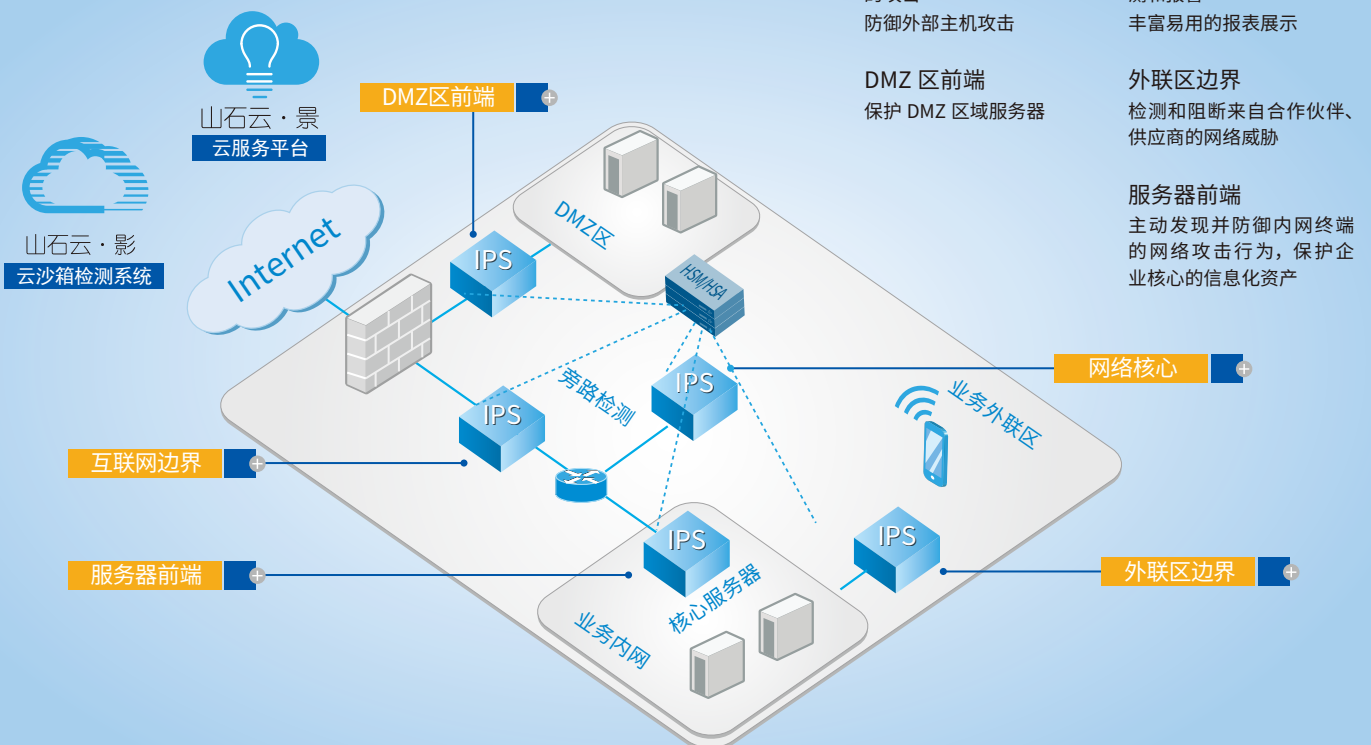 防御外部主机攻击
丰富易用的报表展示
DMZ 区前端
保护 DMZ 区域服务器
外联区边界
检测和阻断来自合作伙伴、
供应商的网络威胁
服务器前端
主动发现并防御内网终端
的网络攻击行为，保护企
业核心的信息化资产
山石云·景
云服务平台
山石云·影
云沙箱检测系统
DMZ区前端
Internet
DMZ区
IPS
HSM/HSA
网络核心
IPS
旁路检测
IPS
业务外联区
互联网边界
IPS
IPS
服务器前端
外联区边界
核心服务器
业务内网